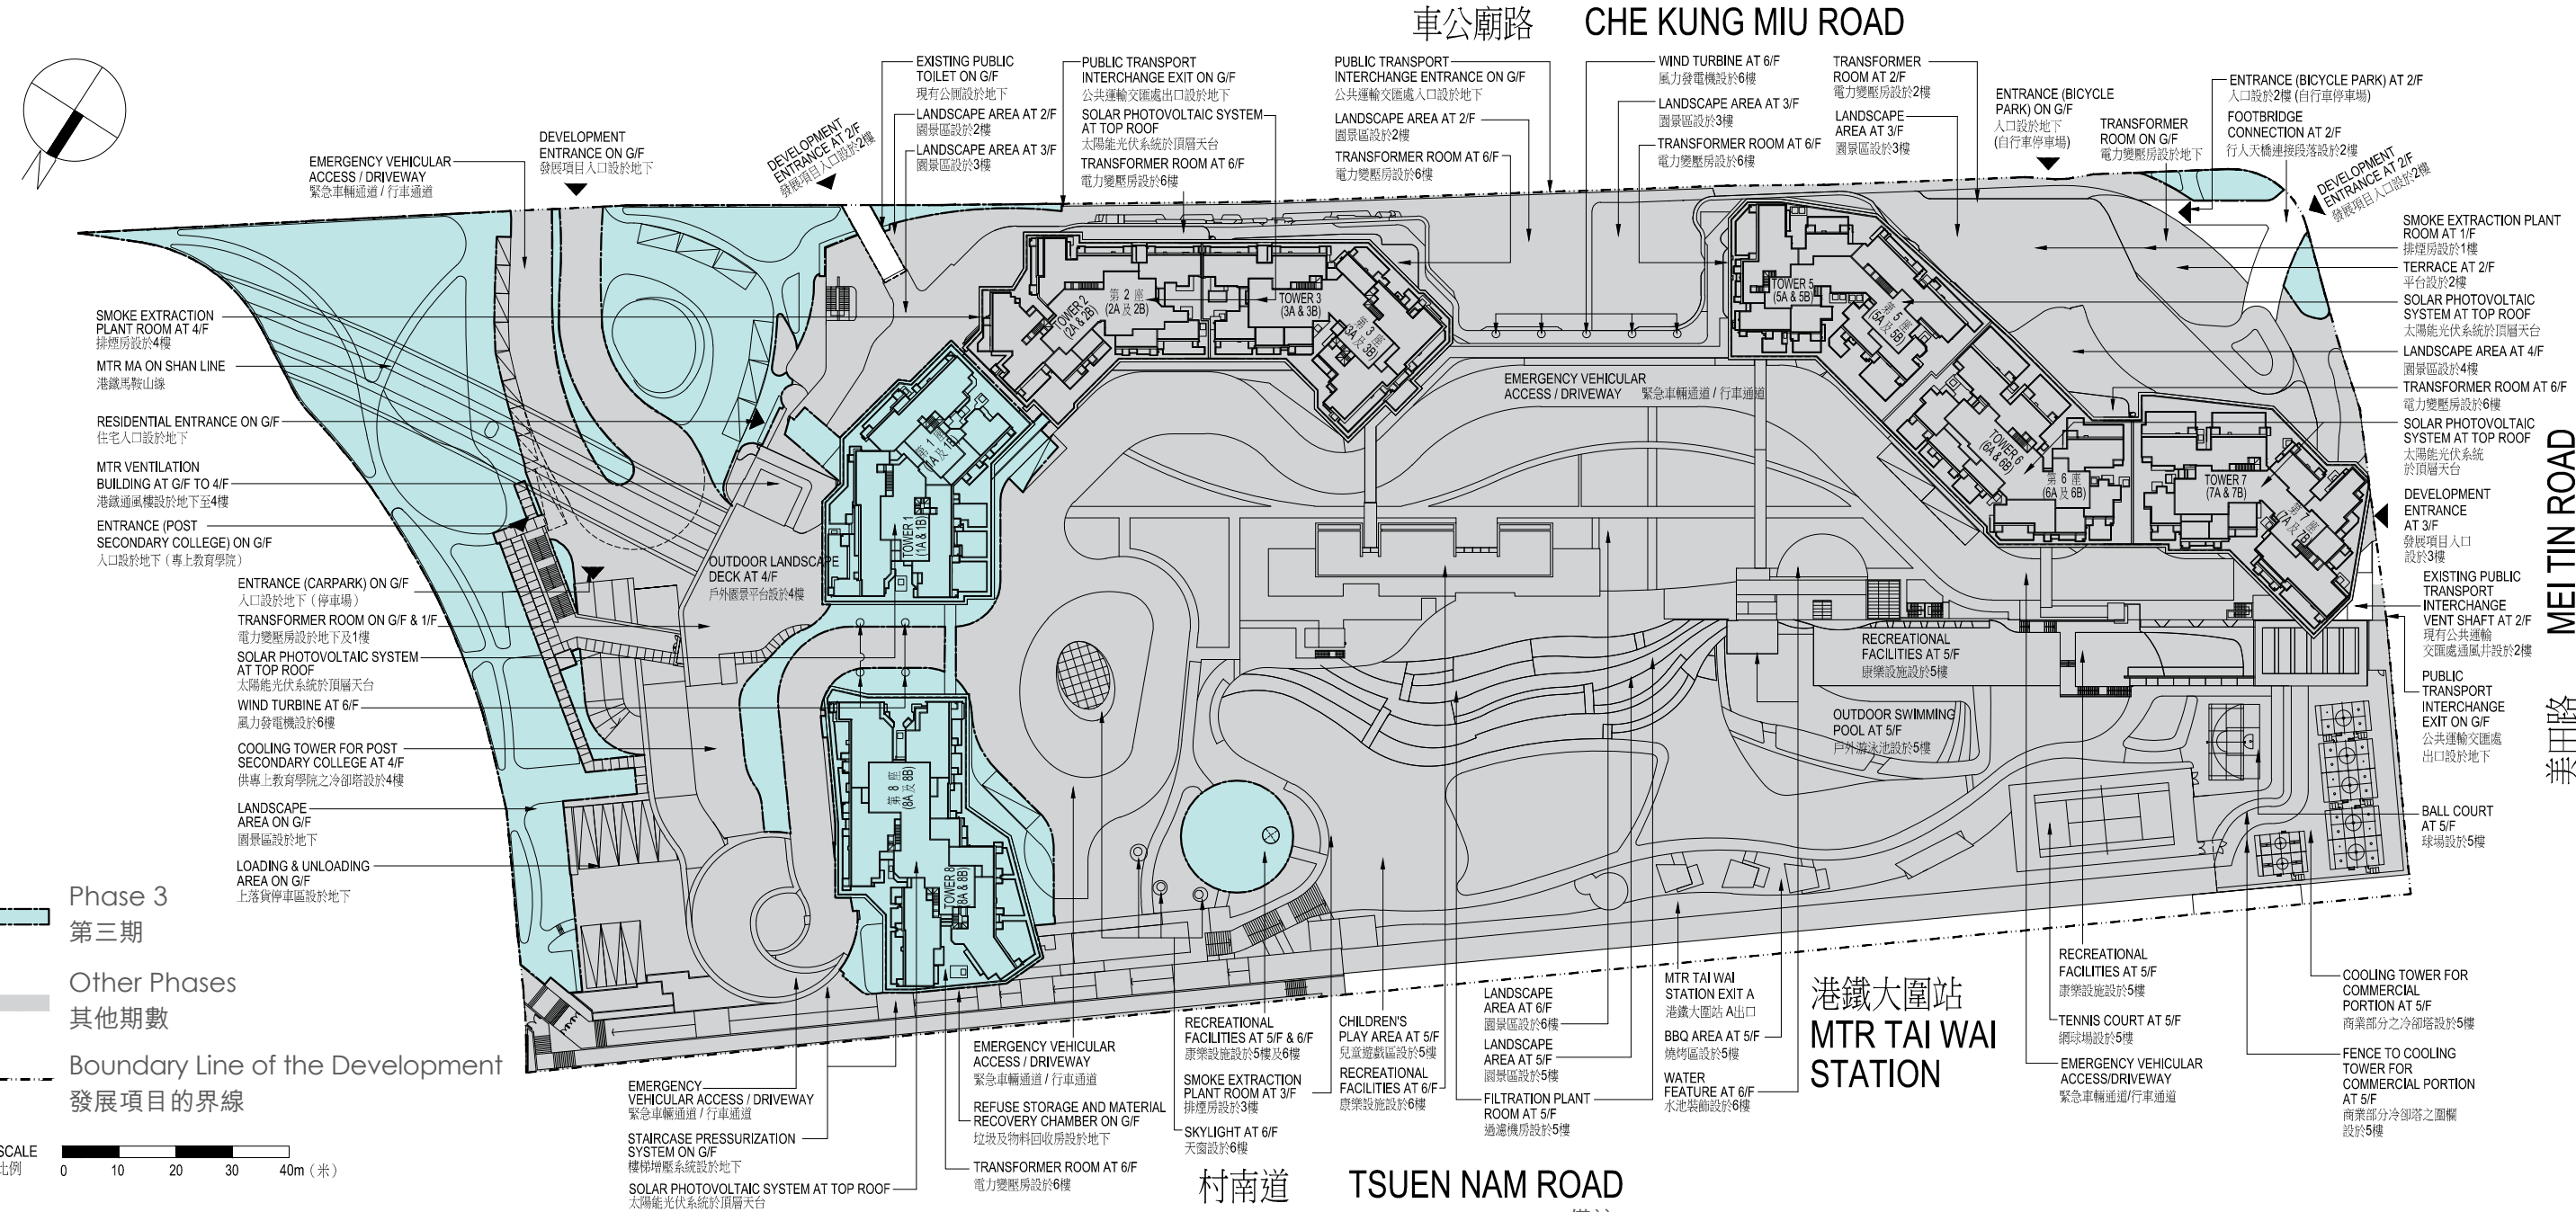 車公廟路 CHE KUNG MIU ROAD
EMERGENCY VEHICULAR
ACCESS / DRIVEWAY
緊急車輛通道 / 行車通道
DEVELOPMENT
ENTRANCE ON G/F
發展項目入口設於地下
DEVELOPMENT
ENTRANCE AT 2/F
發展項目入口設於2樓
EXISTING PUBLIC
TOILET ON G/F
現有公厠設於地下
LANDSCAPE AREA AT 2/F
園景區設於2樓
LANDSCAPE AREA AT 3/F
園景區設於3樓
PUBLIC TRANSPORT
INTERCHANGE EXIT ON G/F
公共運輸交匯處出口設於地下
SOLAR PHOTOVOLTAIC SYSTEM
AT TOP ROOF
太陽能光伏系統於頂層天台
TRANSFORMER ROOM AT 6/F
電力變壓房設於6樓
PUBLIC TRANSPORT
INTERCHANGE ENTRANCE ON G/F
公共運輸交匯處入口設於地下
LANDSCAPE AREA AT 2/F
園景區設於2樓
TRANSFORMER ROOM AT 6/F
電力變壓房設於6樓
WIND TURBINE AT 6/F
風力發電機設於6樓
LANDSCAPE AREA AT 3/F
園景區設於3樓
TRANSFORMER ROOM AT 6/F
電力變壓房設於6樓
TRANSFORMER
ROOM AT 2/F
電力變壓房設於2樓
LANDSCAPE
AREA AT 3/F
園景區設於3樓
ENTRANCE (BICYCLE
PARK) ON G/F
入口設於地下
(自行車停車場)
TRANSFORMER
ROOM ON G/F
電力變壓房設於地下
ENTRANCE (BICYCLE PARK) AT 2/F
入口設於2樓 (自行車停車場)
FOOTBRIDGE
CONNECTION AT 2/F
行人天橋連接段落設於2樓
DEVELOPMENT
ENTRANCE AT 2/F
發展項目入口設於2樓
SMOKE EXTRACTION PLANT
ROOM AT 1/F
排煙房設於1樓
TERRACE AT 2/F
平台設於2樓
SOLAR PHOTOVOLTAIC
SYSTEM AT TOP ROOF
太陽能光伏系統於頂層天台
LANDSCAPE AREA AT 4/F
園景區設於4樓
TRANSFORMER ROOM AT 6/F
電力變壓房設於6樓
SOLAR PHOTOVOLTAIC
SYSTEM AT TOP ROOF
太陽能光伏系統
於頂層天台
DEVELOPMENT
ENTRANCE
AT 3/F
發展項目入口
設於3樓
EXISTING PUBLIC
TRANSPORT
INTERCHANGE
VENT SHAFT AT 2/F
現有公共運輸
交匯處通風井設於2樓
PUBLIC
TRANSPORT
INTERCHANGE
EXIT ON G/F
公共運輸交匯處
出口設於地下
BALL COURT
AT 5/F
球場設於5樓
美田路 MEI TIN ROAD
SMOKE EXTRACTION
PLANT ROOM AT 4/F
排煙房設於4樓
MTR MA ON SHAN LINE
港鐵馬鞍山線
RESIDENTIAL ENTRANCE ON G/F
住宅入口設於地下
MTR VENTILATION
BUILDING AT G/F TO 4/F
港鐵通風樓設於地下至4樓
ENTRANCE (POST
SECONDARY COLLEGE) ON G/F
入口設於地下 ( 專上教育學院 )
ENTRANCE (CARPARK) ON G/F
入口設於地下 ( 停車場 )
TRANSFORMER ROOM ON G/F & 1/F
電力變壓房設於地下及1樓
SOLAR PHOTOVOLTAIC SYSTEM
AT TOP ROOF
太陽能光伏系統於頂層天台
WIND TURBINE AT 6/F
風力發電機設於6樓
COOLING TOWER FOR POST
SECONDARY COLLEGE AT 4/F
供專上教育學院之冷卻塔設於4樓
LANDSCAPE
AREA ON G/F
園景區設於地下
LOADING & UNLOADING
AREA ON G/F
上落貨停車區設於地下
OUTDOOR LANDSCAPE
DECK AT 4/F
戶外園景平台設於4樓
第 1 座
(1A 及 1B)
TOWER 1
(1A & 1B)
TOWER 2
(2A & 2B)
第 2 座
(2A 及 2B)
TOWER 3
(3A & 3B)
第 3 座
(3A 及 3B)
TOWER 5
(5A & 5B)
第 5 座
(5A 及 5B)
TOWER 6
(6A & 6B)
第 6 座
(6A 及 6B)
TOWER 7
(7A & 7B)
第 7 座
(7A 及 7B)
第 8 座
(8A 及 8B)
TOWER 8
(8A & 8B)
EMERGENCY VEHICULAR
ACCESS / DRIVEWAY 緊急車輛通道 / 行車通道
RECREATIONAL
FACILITIES AT 5/F
康樂設施設於5樓
OUTDOOR SWIMMING
POOL AT 5/F
戶外游泳池設於5樓
Phase 3
第三期
Other Phases
其他期數
Boundary Line of the Development
發展項目的界線
SCALE
比例
0 10 20 30 40m ( 米 )
EMERGENCY
VEHICULAR ACCESS / DRIVEWAY
緊急車輛通道 / 行車通道
STAIRCASE PRESSURIZATION
SYSTEM ON G/F
樓梯增壓系統設於地下
SOLAR PHOTOVOLTAIC SYSTEM AT TOP ROOF
太陽能光伏系統於頂層天台
EMERGENCY VEHICULAR
ACCESS / DRIVEWAY
緊急車輛通道 / 行車通道
REFUSE STORAGE AND MATERIAL
RECOVERY CHAMBER ON G/F
垃圾及物料回收房設於地下
TRANSFORMER ROOM AT 6/F
電力變壓房設於6樓
RECREATIONAL
FACILITIES AT 5/F & 6/F
康樂設施設於5樓及6樓
SMOKE EXTRACTION
PLANT ROOM AT 3/F
排煙房設於3樓
SKYLIGHT AT 6/F
天窗設於6樓
CHILDREN'S
PLAY AREA AT 5/F
兒童遊戲區設於5樓
RECREATIONAL
FACILITIES AT 6/F
康樂設施設於6樓
LANDSCAPE
AREA AT 6/F
園景區設於6樓
LANDSCAPE
AREA AT 5/F
園景區設於5樓
FILTRATION PLANT
ROOM AT 5/F
過濾機房設於5樓
MTR TAI WAI
STATION EXIT A
港鐵大圍站 A出口
BBQ AREA AT 5/F
燒烤區設於5樓
WATER
FEATURE AT 6/F
水池裝飾設於6樓
港鐵大圍站
MTR TAI WAI
STATION
RECREATIONAL
FACILITIES AT 5/F
康樂設施設於5樓
TENNIS COURT AT 5/F
網球場設於5樓
EMERGENCY VEHICULAR
ACCESS/DRIVEWAY
緊急車輛通道/行車通道
COOLING TOWER FOR
COMMERCIAL
PORTION AT 5/F
商業部分之冷卻塔設於5樓
FENCE TO COOLING
TOWER FOR
COMMERCIAL PORTION
AT 5/F
商業部分冷卻塔之圍欄
設於5樓
村南道 TSUEN NAM ROAD